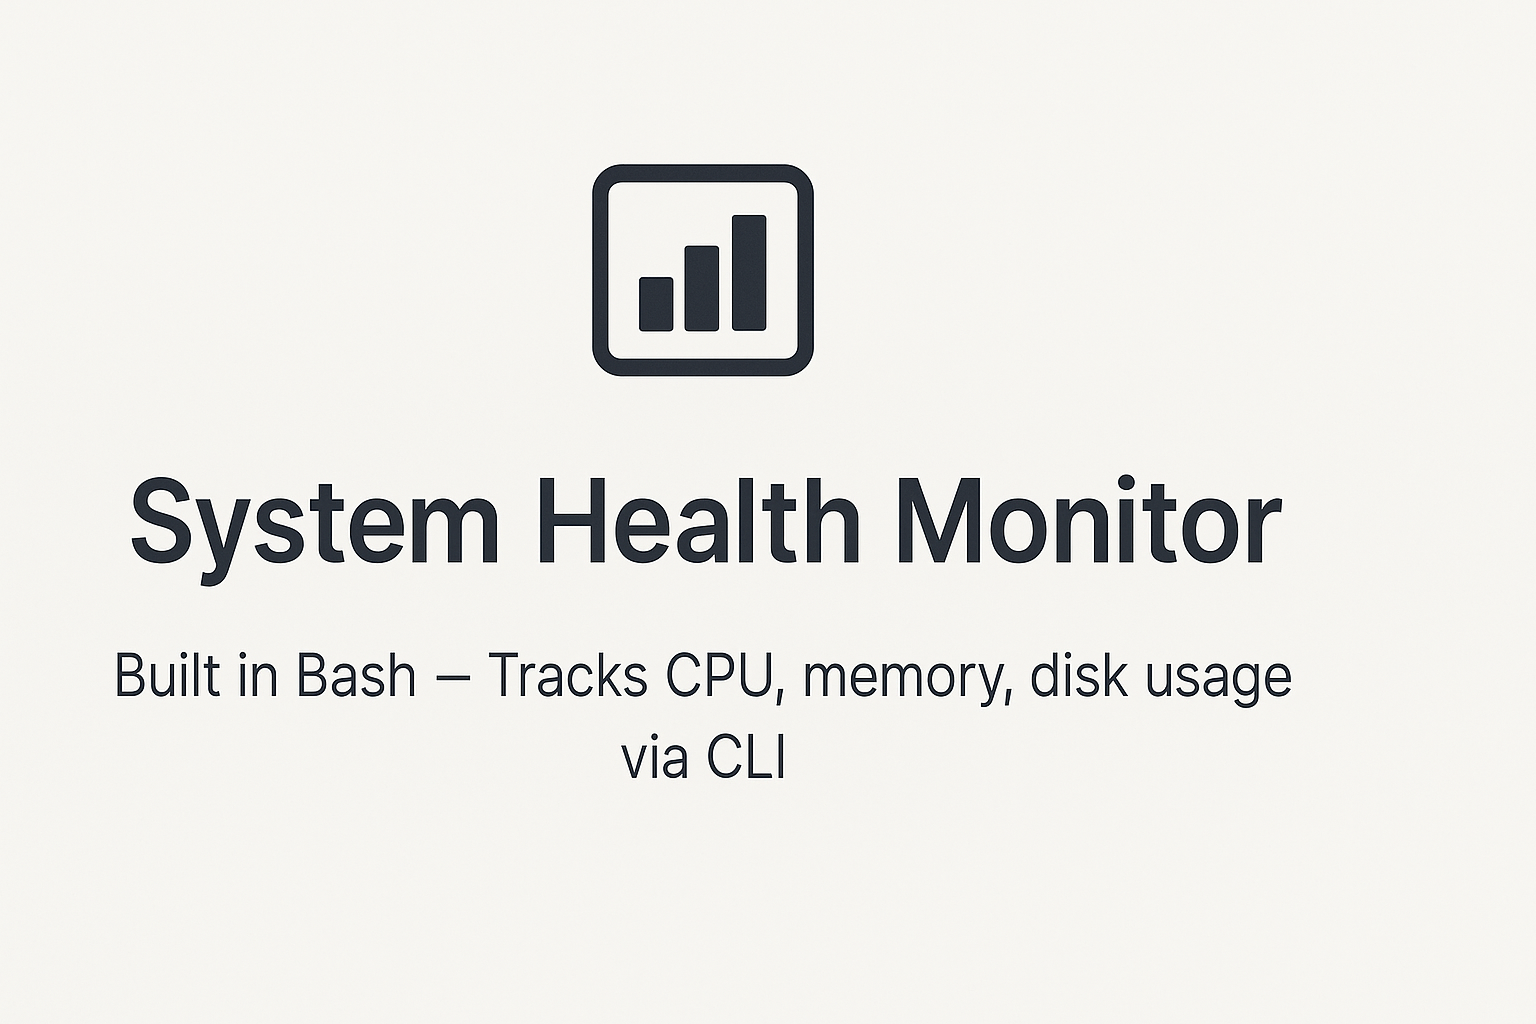 System Health Monitor
Built in Bash – Tracks CPU, memory, disk usage
via CLI